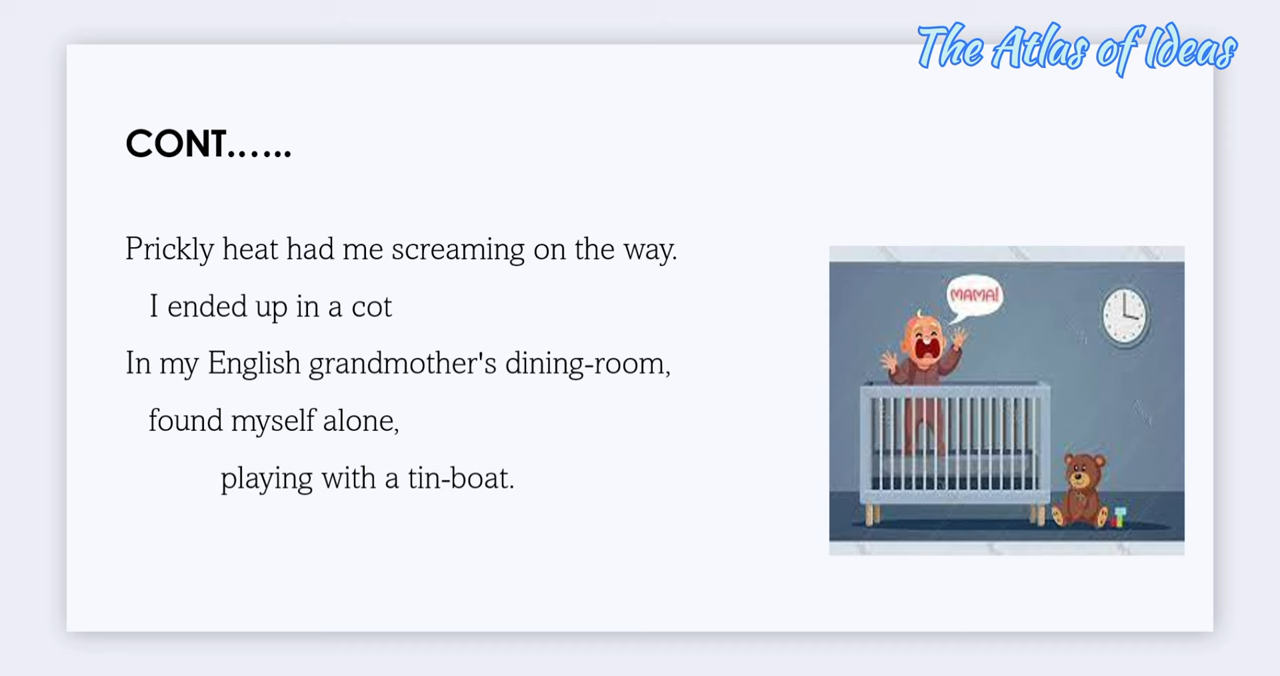 The Atlas of Ideas
CONT......
Prickly heat had me screaming on the way.
I ended up in a cot
In my English grandmother's dining-room,
found myself alone,
playing with a tin-boat.
MAMA!